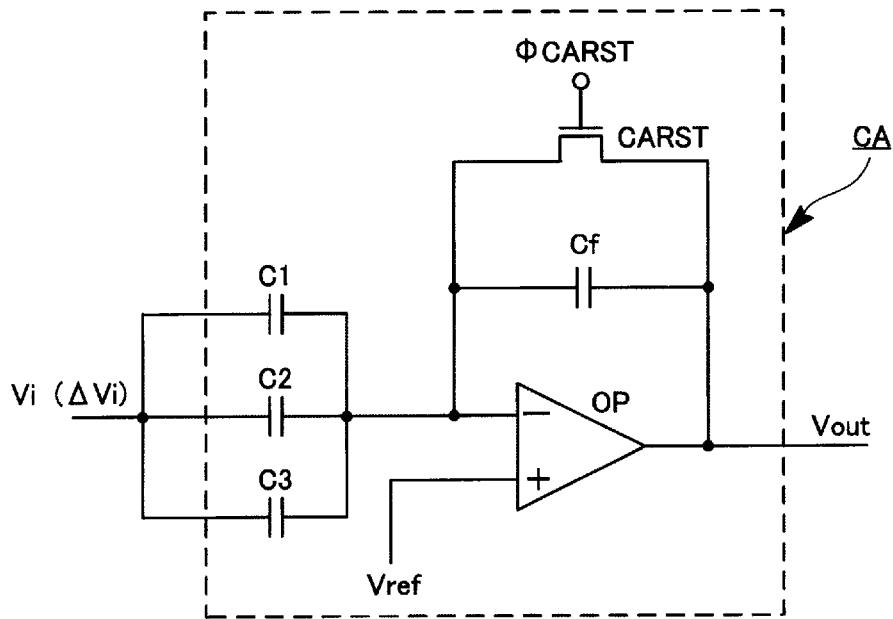 ΦCARST
CARST
CA
Cf
C1
C2
Vi (ΔVi)
OP
Vout
C3
Vref